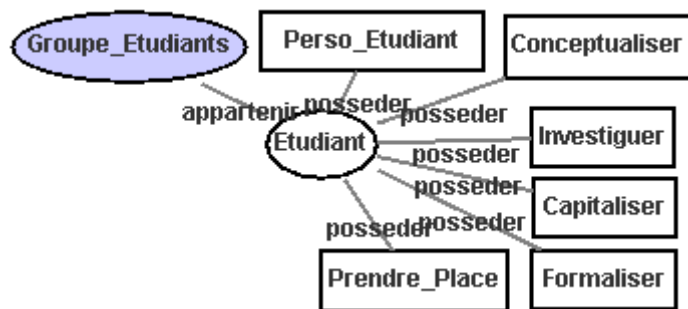 Groupe_Etudiants
Perso_Etudiant
Conceptualiser
appartenir
posseder
posseder
Etudiant
Investiguer
posseder
posseder
Capitaliser
posseder
posseder
Prendre_Place
Formaliser